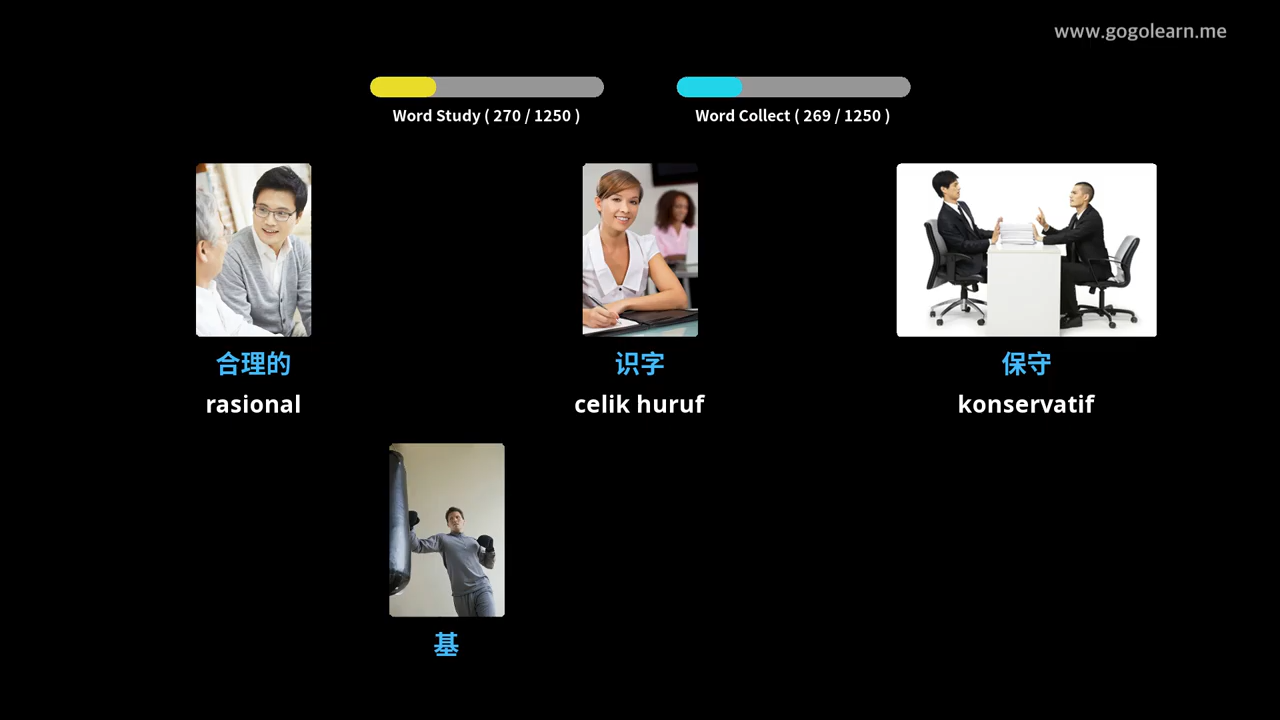 www.gogolearn.me
Word Study ( 270 / 1250 )
Word Collect ( 269 / 1250 )
合理的
识字
保守
rasional
celik huruf
konservatif
基